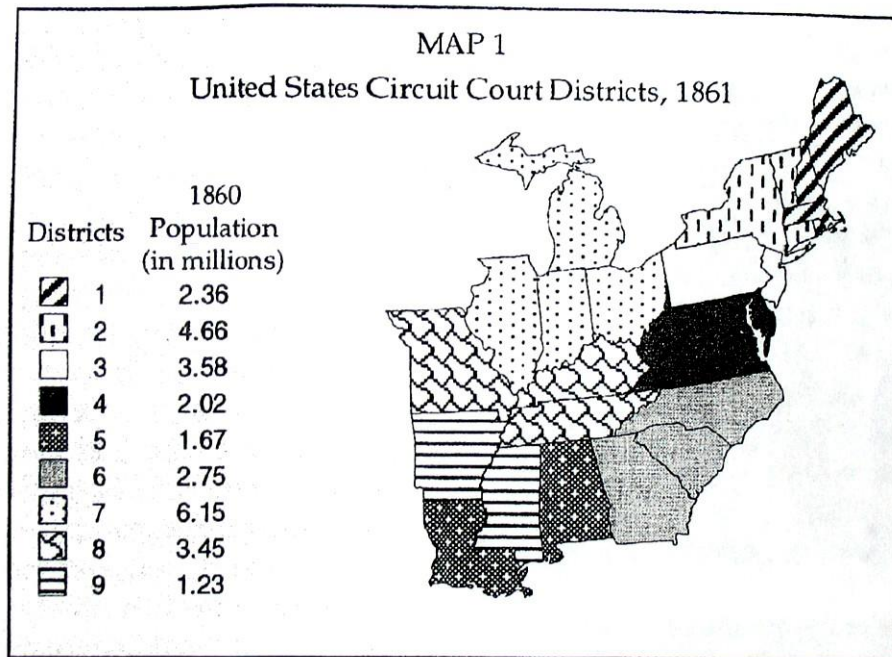 MAP 1
United States Circuit Court Districts, 1861
1860
Districts Population
(in millions)
1 2.36
2 4.66
3 3.58
4 2.02
5 1.67
6 2.75
7 6.15
8 3.45
9 1.23